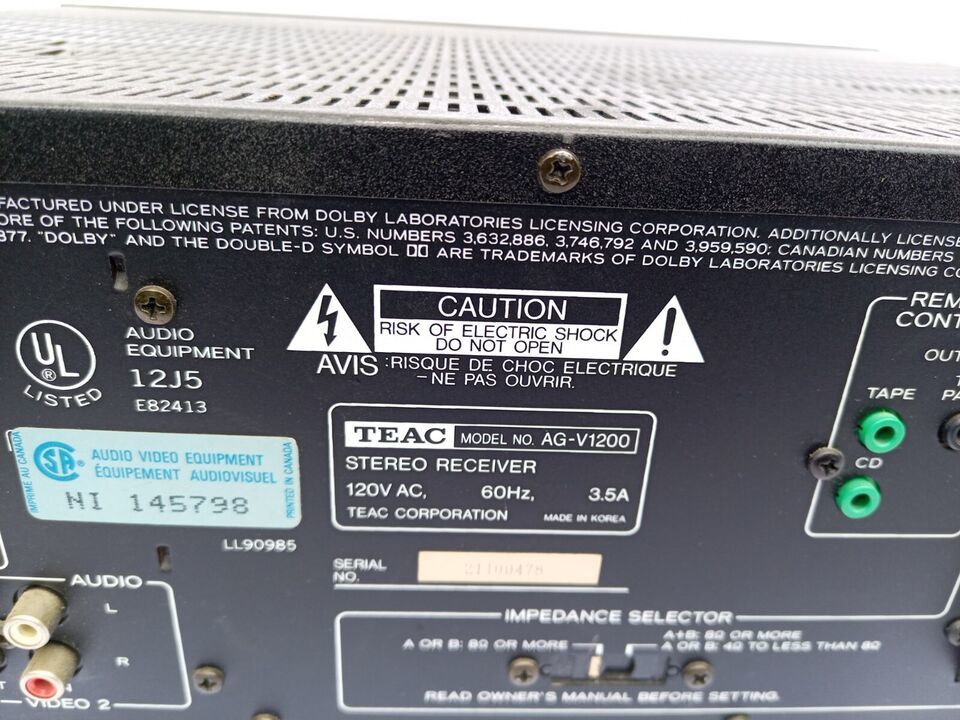 FACTURED UNDER LICENSE FROM DOLBY LABORATORIES LICENSING CORPORATION. ADDITIONALLY LICENSE
ORE OF THE FOLLOWING PATENTS: U.S. NUMBERS 3,632,886, 3,746,792 AND 3,959,590; CANADIAN NUMBERS
877. "DOLBY" AND THE DOUBLE-D SYMBOL ARE TRADEMARKS OF DOLBY LABORATORIES LICENSING CO
UL
®
LISTED
AUDIO
EQUIPMENT
12J5
E82413
CAUTION
RISK OF ELECTRIC SHOCK
DO NOT OPEN
AVIS : RISQUE DE CHOC ELECTRIQUE
– NE PAS OUVRIR.
REM
CONT
OUT
TAPE
PA
CD
IMPRIMÉ AU CANADA
SA
AUDIO VIDEO EQUIPMENT
ÉQUIPEMENT AUDIOVISUEL
NI 145798
PRINTED IN CANADA
LL90985
TEAC MODEL NO. AG-V1200
STEREO RECEIVER
120V AC, 60Hz, 3.5A
TEAC CORPORATION MADE IN KOREA
SERIAL
NO.
21100478
AUDIO
L
R
VIDEO 2
IMPEDANCE SELECTOR
A OR B: 8Ω OR MORE
A+B: 8Ω OR MORE
A OR B: 4Ω TO LESS THAN 8Ω
READ OWNER'S MANUAL BEFORE SETTING.